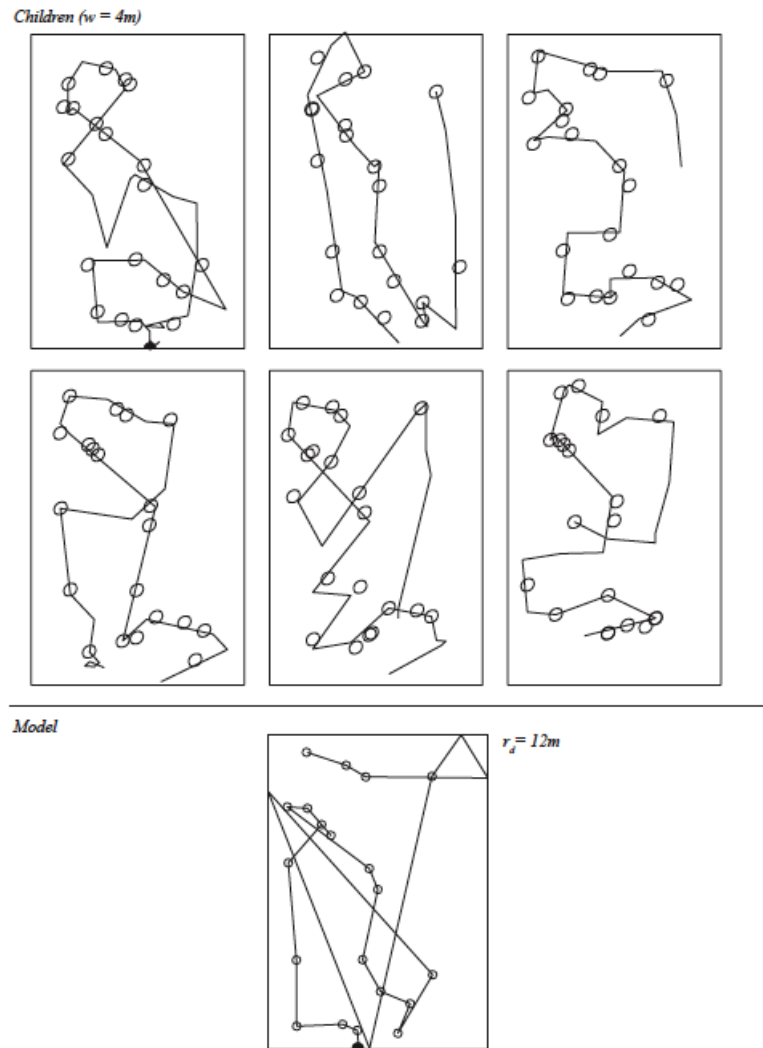 Children (w = 4m)
Model
r_d = 12m